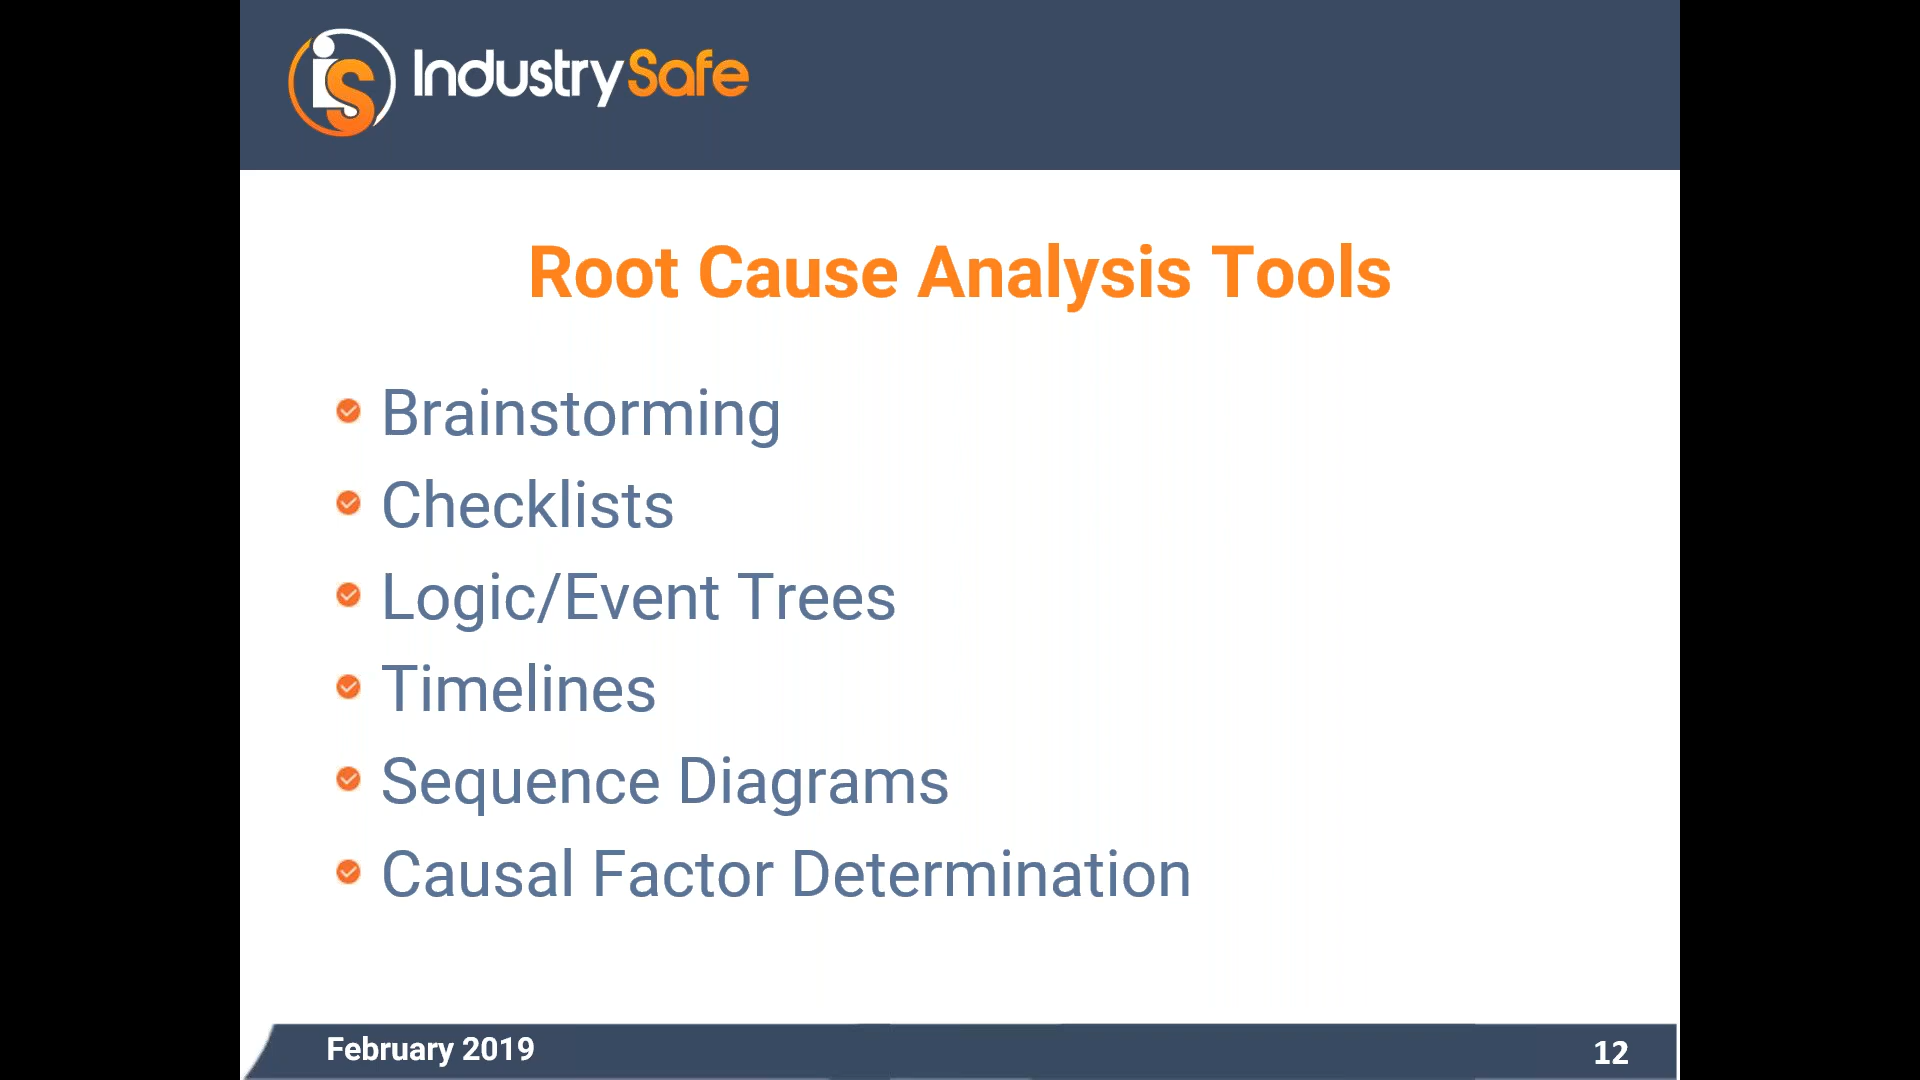 IndustrySafe
Root Cause Analysis Tools
Brainstorming
Checklists
Logic/Event Trees
Timelines
Sequence Diagrams
Causal Factor Determination
February 2019
12